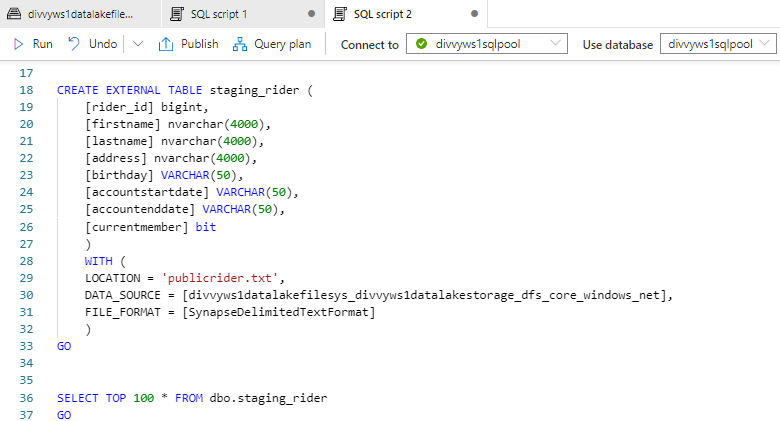 divvyws1datalakefile... SQL script 1 SQL script 2
Run Undo Publish Query plan Connect to divvyws1sqlpool Use database divvyws1sqlpool
17
18 CREATE EXTERNAL TABLE staging_rider (
19 [rider_id] bigint,
20 [firstname] nvarchar(4000),
21 [lastname] nvarchar(4000),
22 [address] nvarchar(4000),
23 [birthday] VARCHAR(50),
24 [accountstartdate] VARCHAR(50),
25 [accountenddate] VARCHAR(50),
26 [currentmember] bit
27 )
28 WITH (
29 LOCATION = 'publicrider.txt',
30 DATA_SOURCE = [divvyws1datalakefilesys_divvyws1datalakestorage_dfs_core_windows_net],
31 FILE_FORMAT = [SynapseDelimitedTextFormat]
32 )
33 GO
34
35
36 SELECT TOP 100 * FROM dbo.staging_rider
37 GO